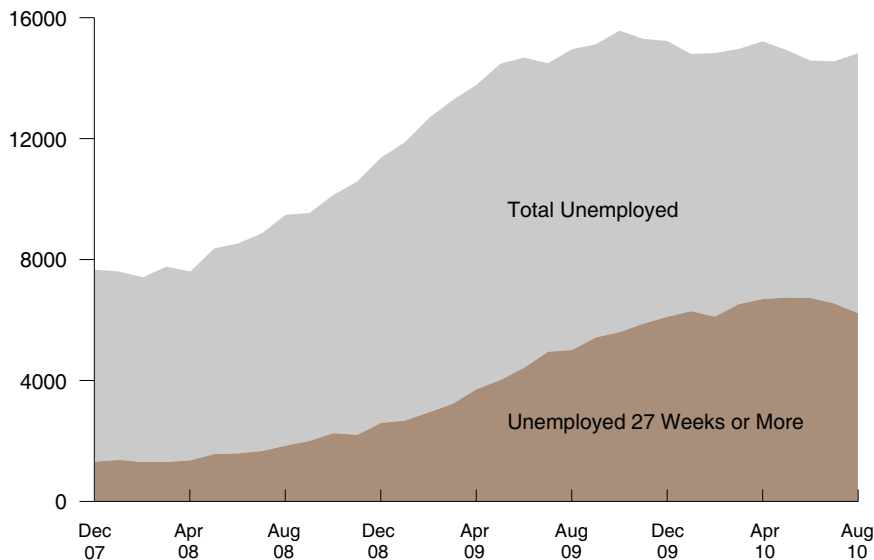 16000
12000
8000
4000
0
Total Unemployed
Unemployed 27 Weeks or More
Dec Apr Aug Dec Apr Aug Dec Apr Aug
07 08 08 08 09 09 09 10 10